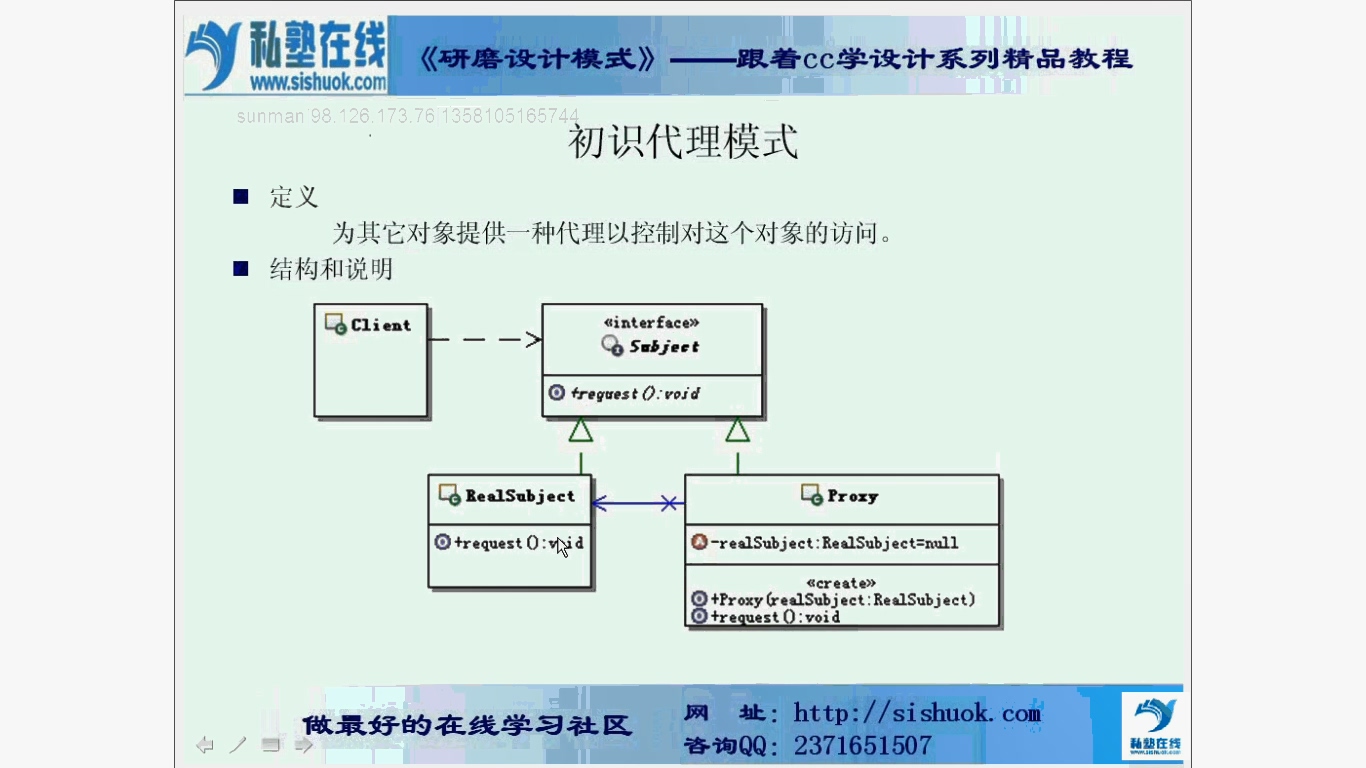 私塾在线
www.sishuok.com
《研磨设计模式》——跟着cc学设计系列精品教程
sunman 98.126.173.76 1358105165744
初识代理模式
定义
为其它对象提供一种代理以控制对这个对象的访问。
结构和说明
Client
«interface»
Subject
+request():void
RealSubject
+request():void
Proxy
-realSubject:RealSubject=null
«create»
+Proxy(realSubject:RealSubject)
+request():void
做最好的在线学习社区
网 址: http://sishuok.com
咨询QQ: 2371651507
私塾在线